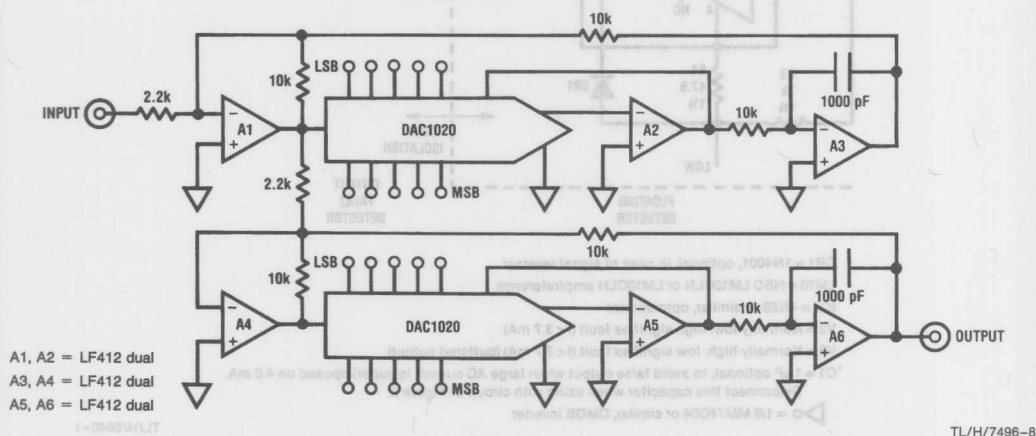 10k
10k
LSB
1000 pF
INPUT
2.2k
A1
DAC1020
A2
10k
A3
2.2k
MSB
10k
10k
LSB
1000 pF
A4
DAC1020
A5
10k
A6
OUTPUT
MSB
A1, A2 = LF412 dual
A3, A4 = LF412 dual
A5, A6 = LF412 dual
TL/H/7496-8